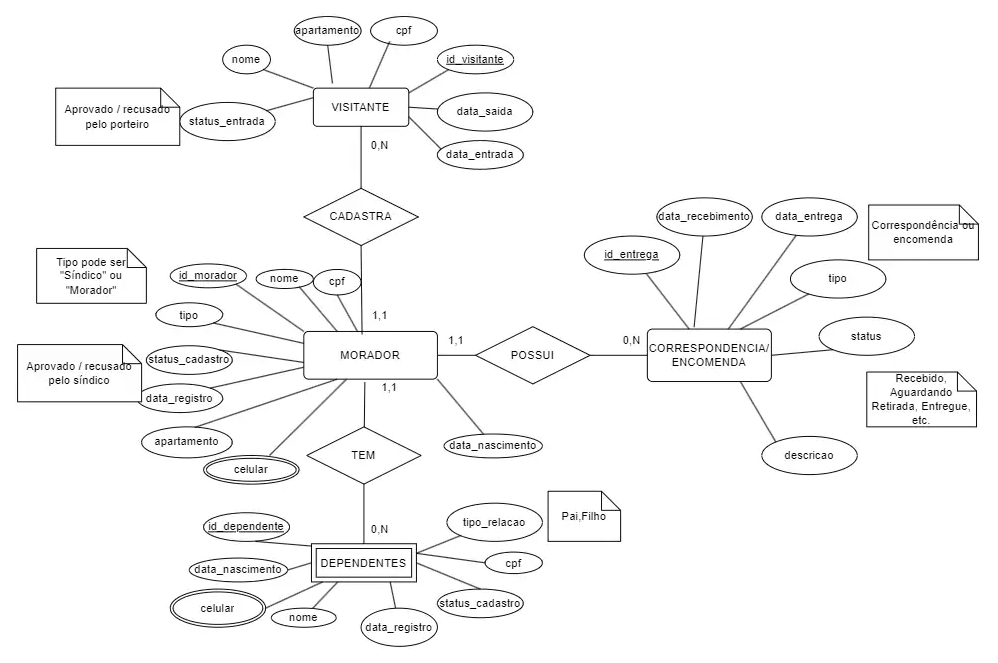 apartamento
cpf
nome
id_visitante
Aprovado / recusado
pelo porteiro
status_entrada
VISITANTE
data_saida
0,N
data_entrada
CADASTRA
data_recebimento
data_entrega
Correspondência ou
encomenda
id_entrega
Tipo pode ser
"Síndico" ou
"Morador"
id_morador
nome
cpf
tipo
tipo
1,1
status
Aprovado / recusado
pelo síndico
status_cadastro
MORADOR
1,1
POSSUI
0,N
CORRESPONDENCIA/
ENCOMENDA
data_registro
1,1
Recebido,
Aguardando
Retirada, Entregue,
etc.
apartamento
data_nascimento
celular
TEM
descricao
id_dependente
0,N
tipo_relacao
Pai,Filho
data_nascimento
DEPENDENTES
cpf
celular
nome
data_registro
status_cadastro